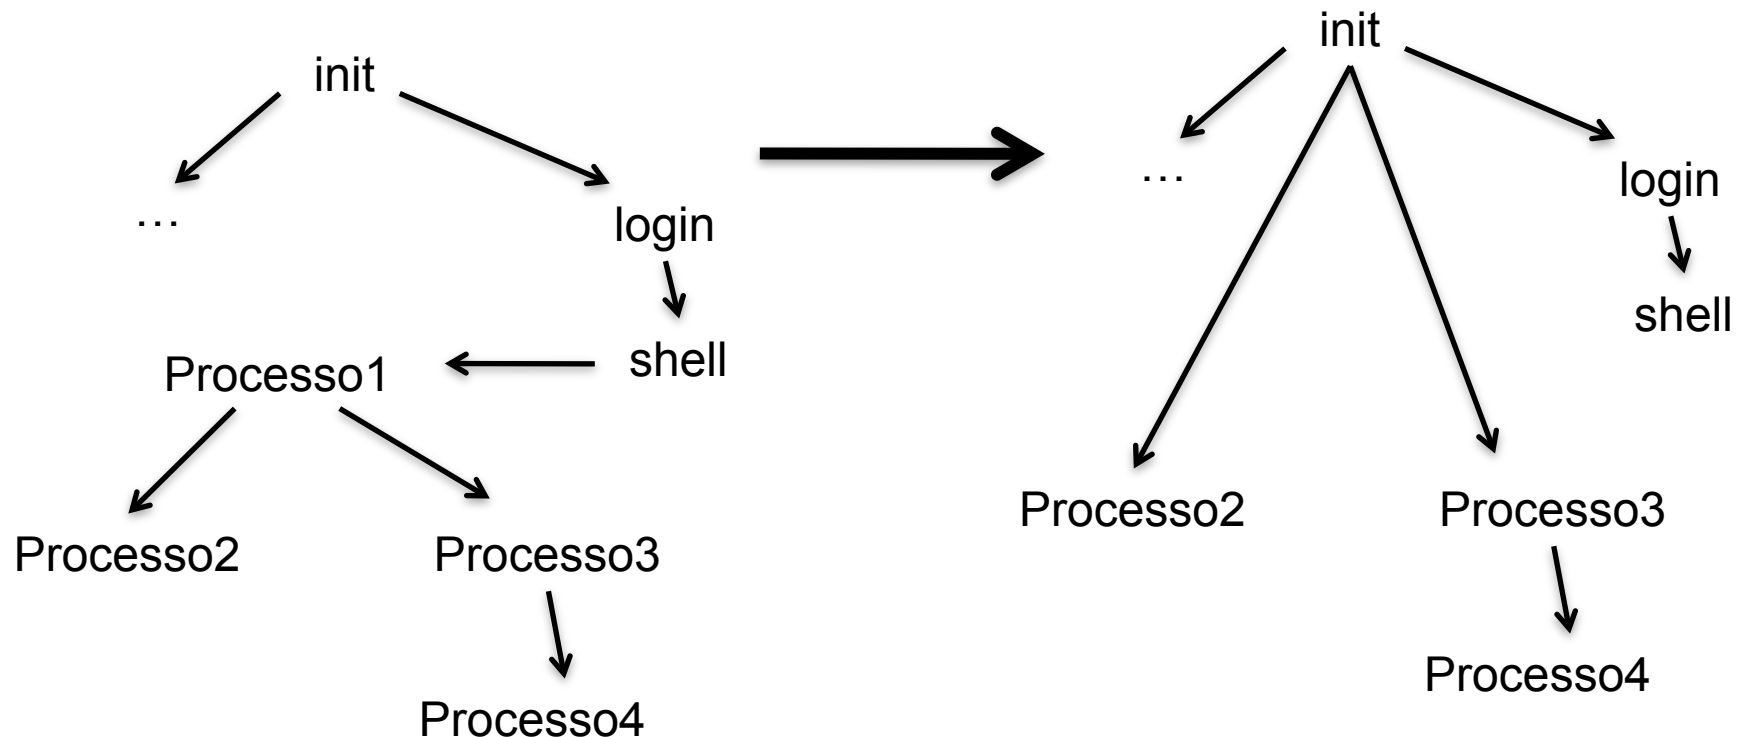 init
…
login
shell
Processo1
Processo2
Processo3
Processo4
init
…
login
shell
Processo2
Processo3
Processo4